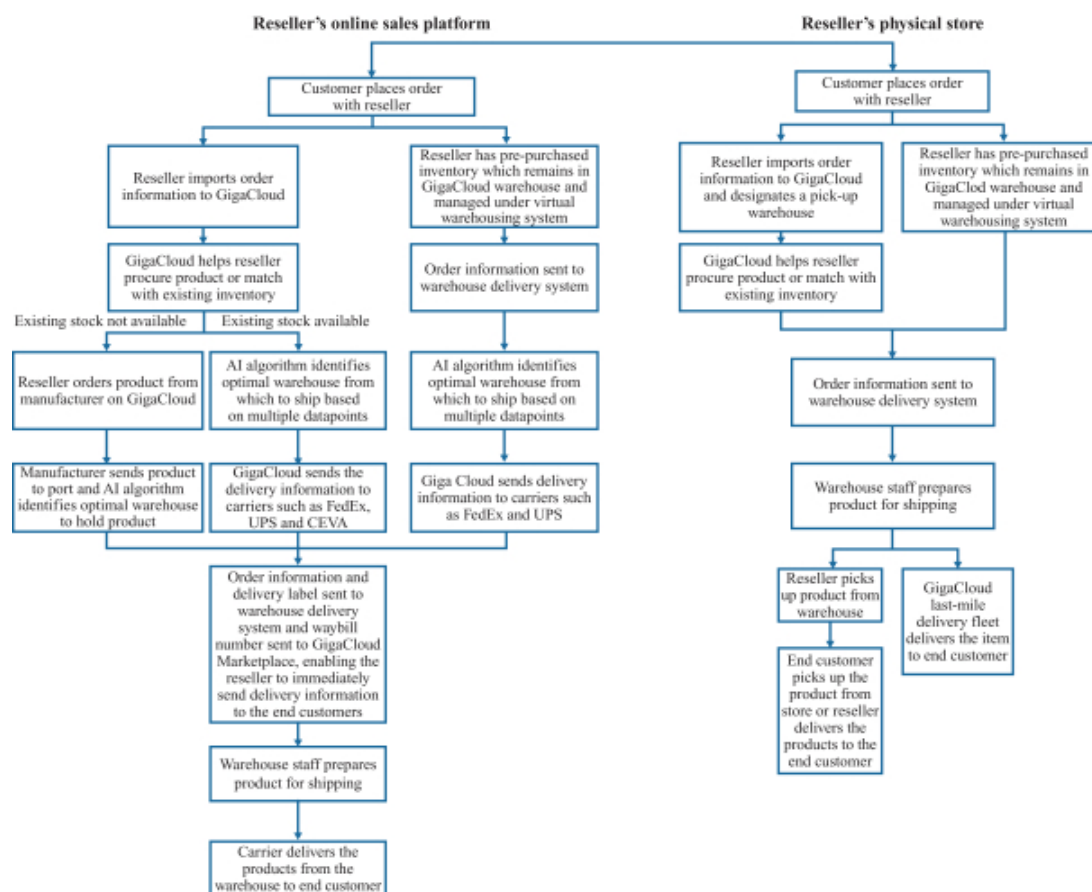 Reseller's online sales platform
Reseller's physical store
Customer places order
with reseller
Reseller imports order
information to GigaCloud
Reseller has pre-purchased
inventory which remains in
GigaCloud warehouse and
managed under virtual
warehousing system
GigaCloud helps reseller
procure product or match
with existing inventory
Order information sent to
warehouse delivery system
Existing stock not available
Existing stock available
Reseller orders product from
manufacturer on GigaCloud
AI algorithm identifies
optimal warehouse from
which to ship based
on multiple datapoints
AI algorithm identifies
optimal warehouse from
which to ship based on
multiple datapoints
Manufacturer sends product
to port and AI algorithm
identifies optimal warehouse
to hold product
GigaCloud sends the
delivery information to
carriers such as FedEx,
UPS and CEVA
Giga Cloud sends delivery
information to carriers such
as FedEx and UPS
Order information and
delivery label sent to
warehouse delivery
system and waybill
number sent to GigaCloud
Marketplace, enabling the
reseller to immediately
send delivery information
to the end customers
Warehouse staff prepares
product for shipping
Carrier delivers the
products from the
warehouse to end customer
Customer places order
with reseller
Reseller imports order
information to GigaCloud
and designates a pick-up
warehouse
Reseller has pre-purchased
inventory which remains in
GigaClod warehouse and
managed under virtual
warehousing system
GigaCloud helps reseller
procure product or match with
existing inventory
Order information sent to
warehouse delivery system
Warehouse staff prepares
product for shipping
Reseller picks
up product from
warehouse
GigaCloud
last-mile
delivery fleet
delivers the item
to end customer
End customer
picks up the
product from
store or reseller
delivers the
products to the
end customer